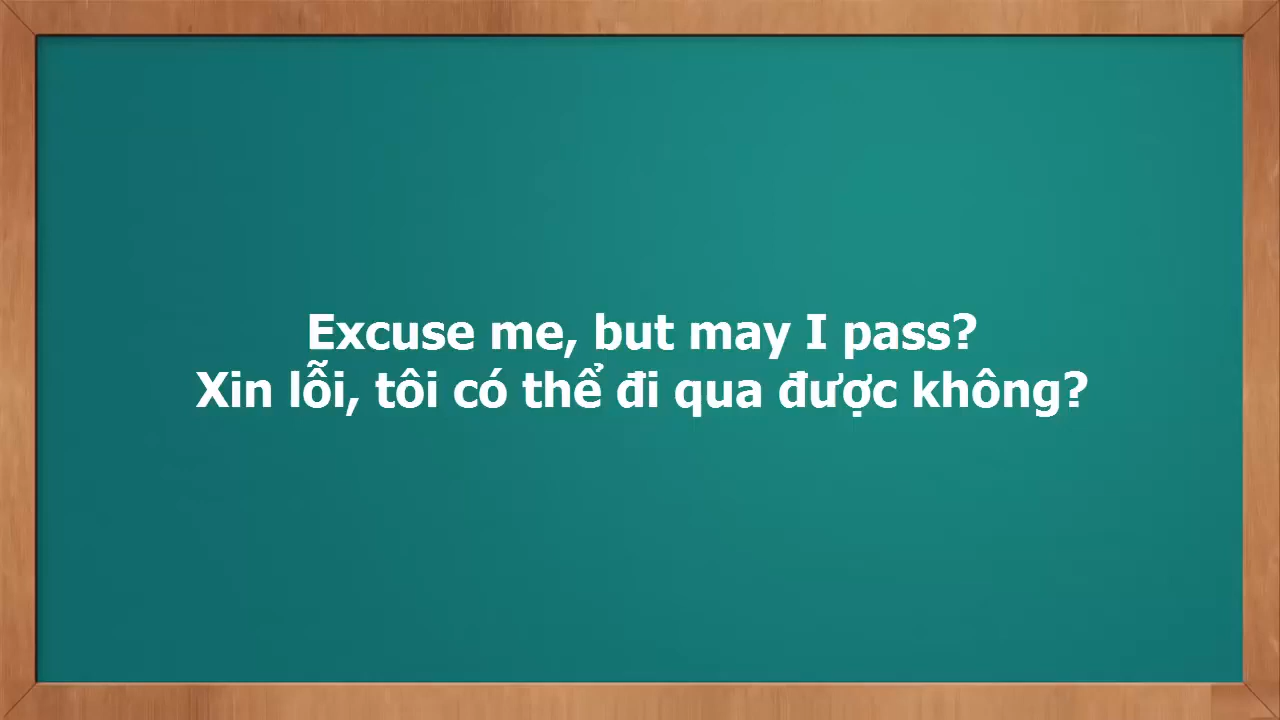 Excuse me, but may I pass?
Xin lỗi, tôi có thể đi qua được không?